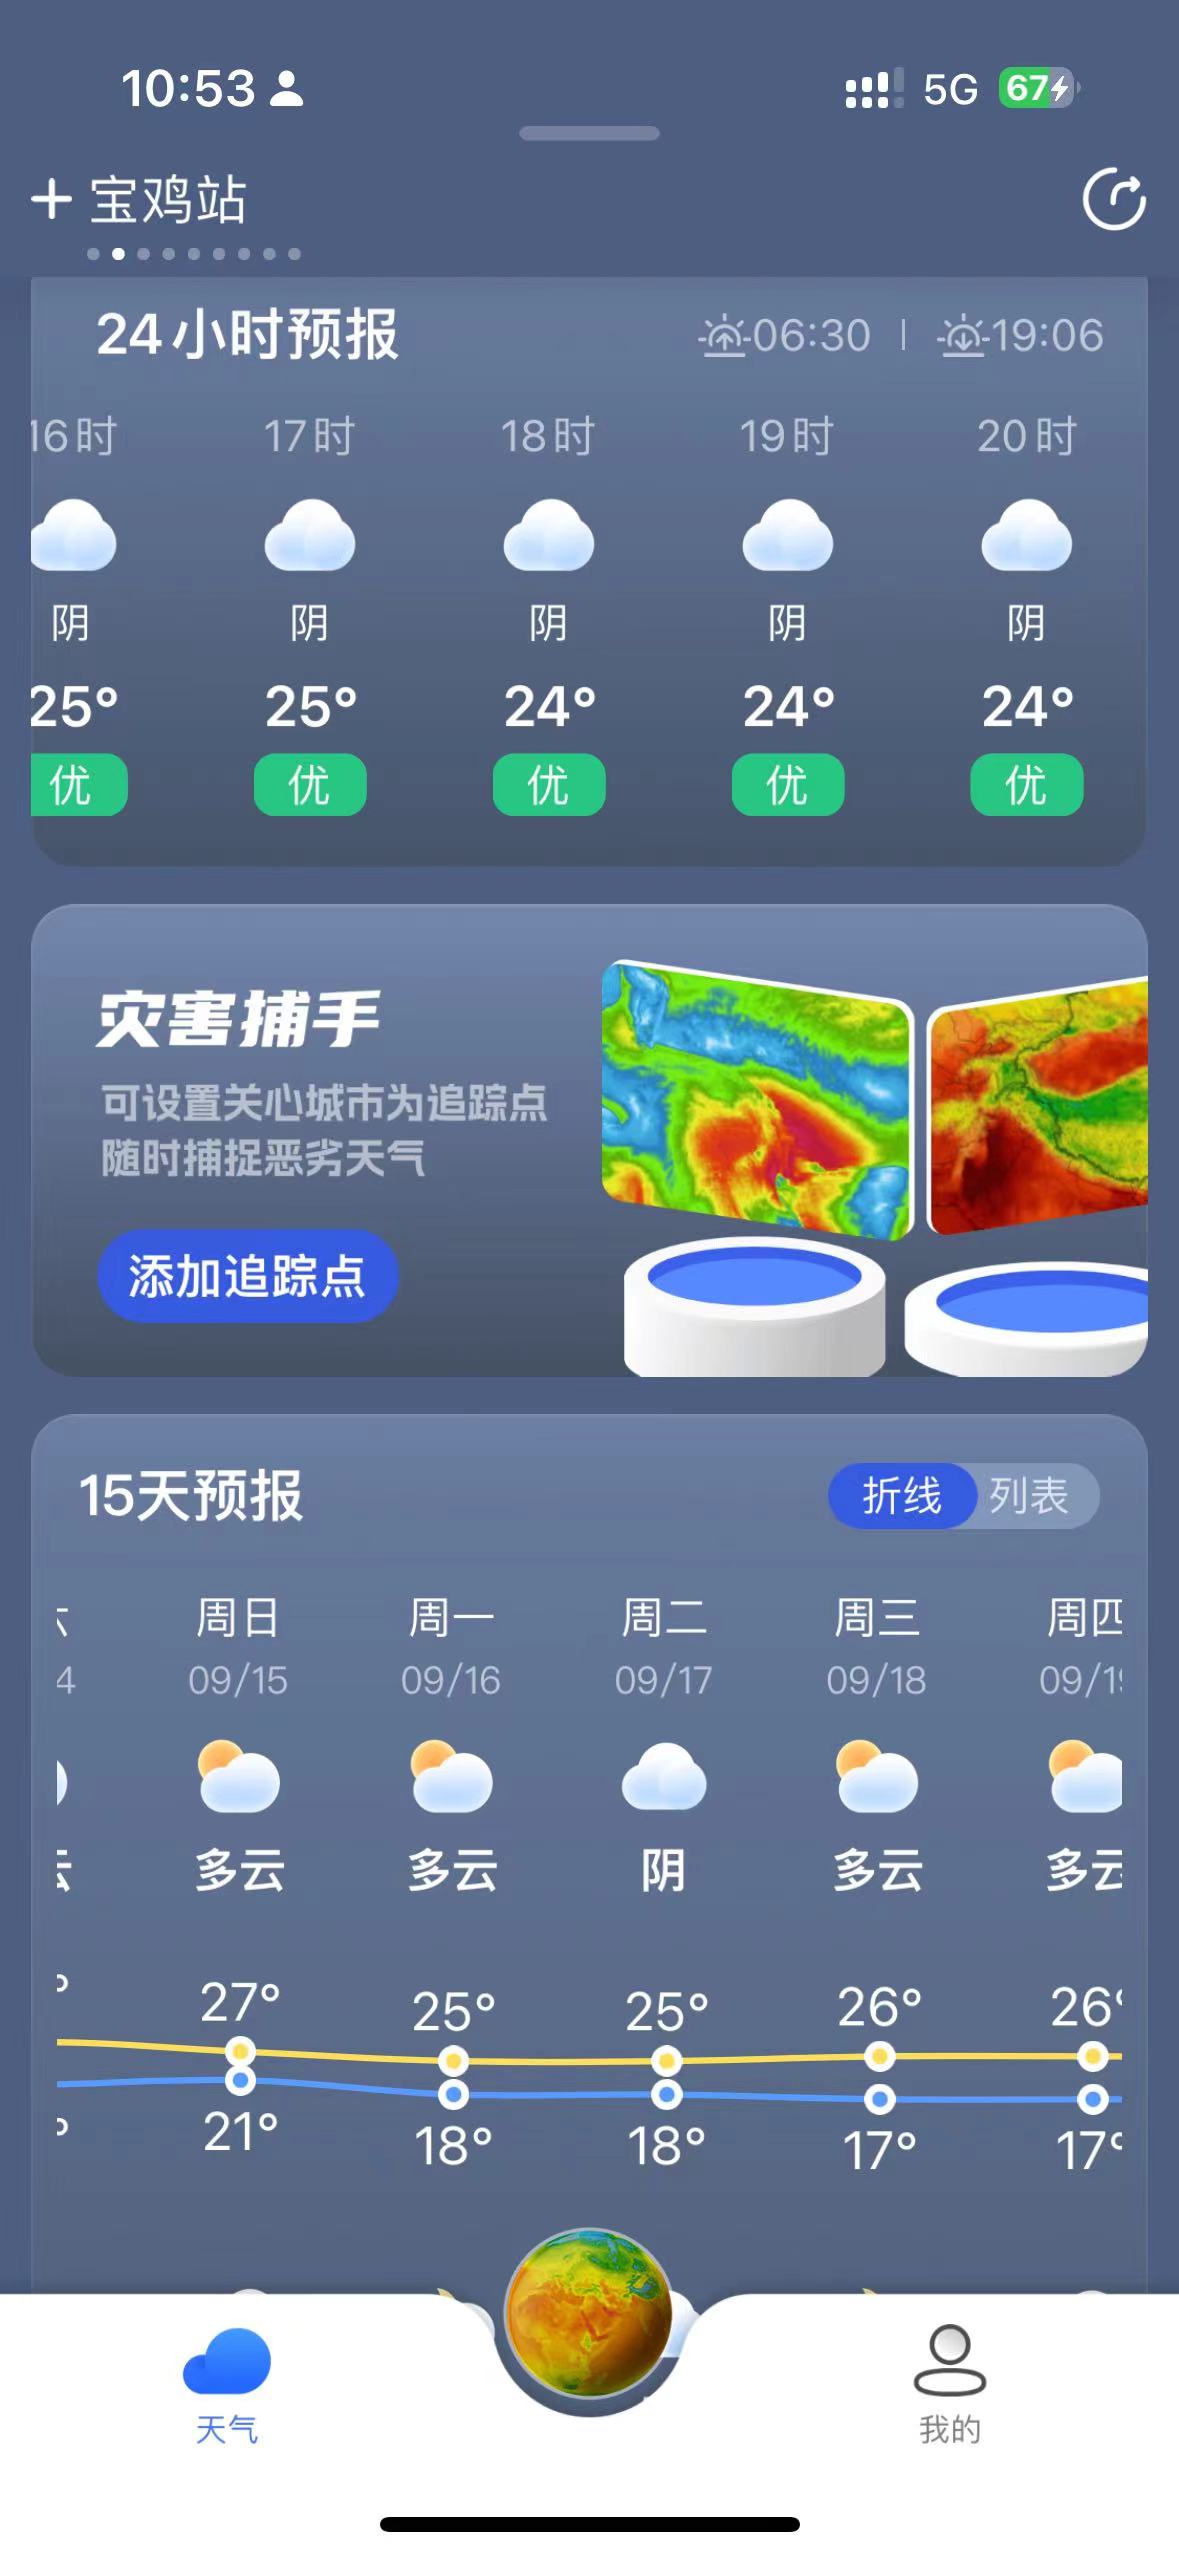 10:53
5G
67
宝鸡站
24小时预报
06:30 | 19:06
16时 17时 18时 19时 20时
阴 阴 阴 阴 阴
25° 25° 24° 24° 24°
优 优 优 优 优
灾害捕手
可设置关心城市为追踪点
随时捕捉恶劣天气
添加追踪点
15天预报
折线 列表
周日 周一 周二 周三 周四
4 09/15 09/16 09/17 09/18 09/19
云 多云 多云 阴 多云 多云
27° 25° 25° 26° 26°
21° 18° 18° 17° 17°
天气
我的